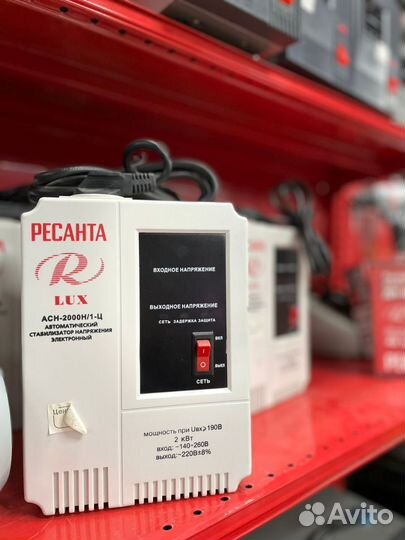 РЕСАНТА
R
LUX
АСН-2000Н/1-Ц
АВТОМАТИЧЕСКИЙ
СТАБИЛИЗАТОР НАПРЯЖЕНИЯ
ЭЛЕКТРОННЫЙ
ВХОДНОЕ НАПРЯЖЕНИЕ
ВЫХОДНОЕ НАПРЯЖЕНИЕ
СЕТЬ ЗАДЕРЖКА ЗАЩИТА
ВКЛ
ВЫКЛ
СЕТЬ
мощность при Uвх≥190В
2 кВт
вход: ~140÷260В
выход:~220В±8%
Avito